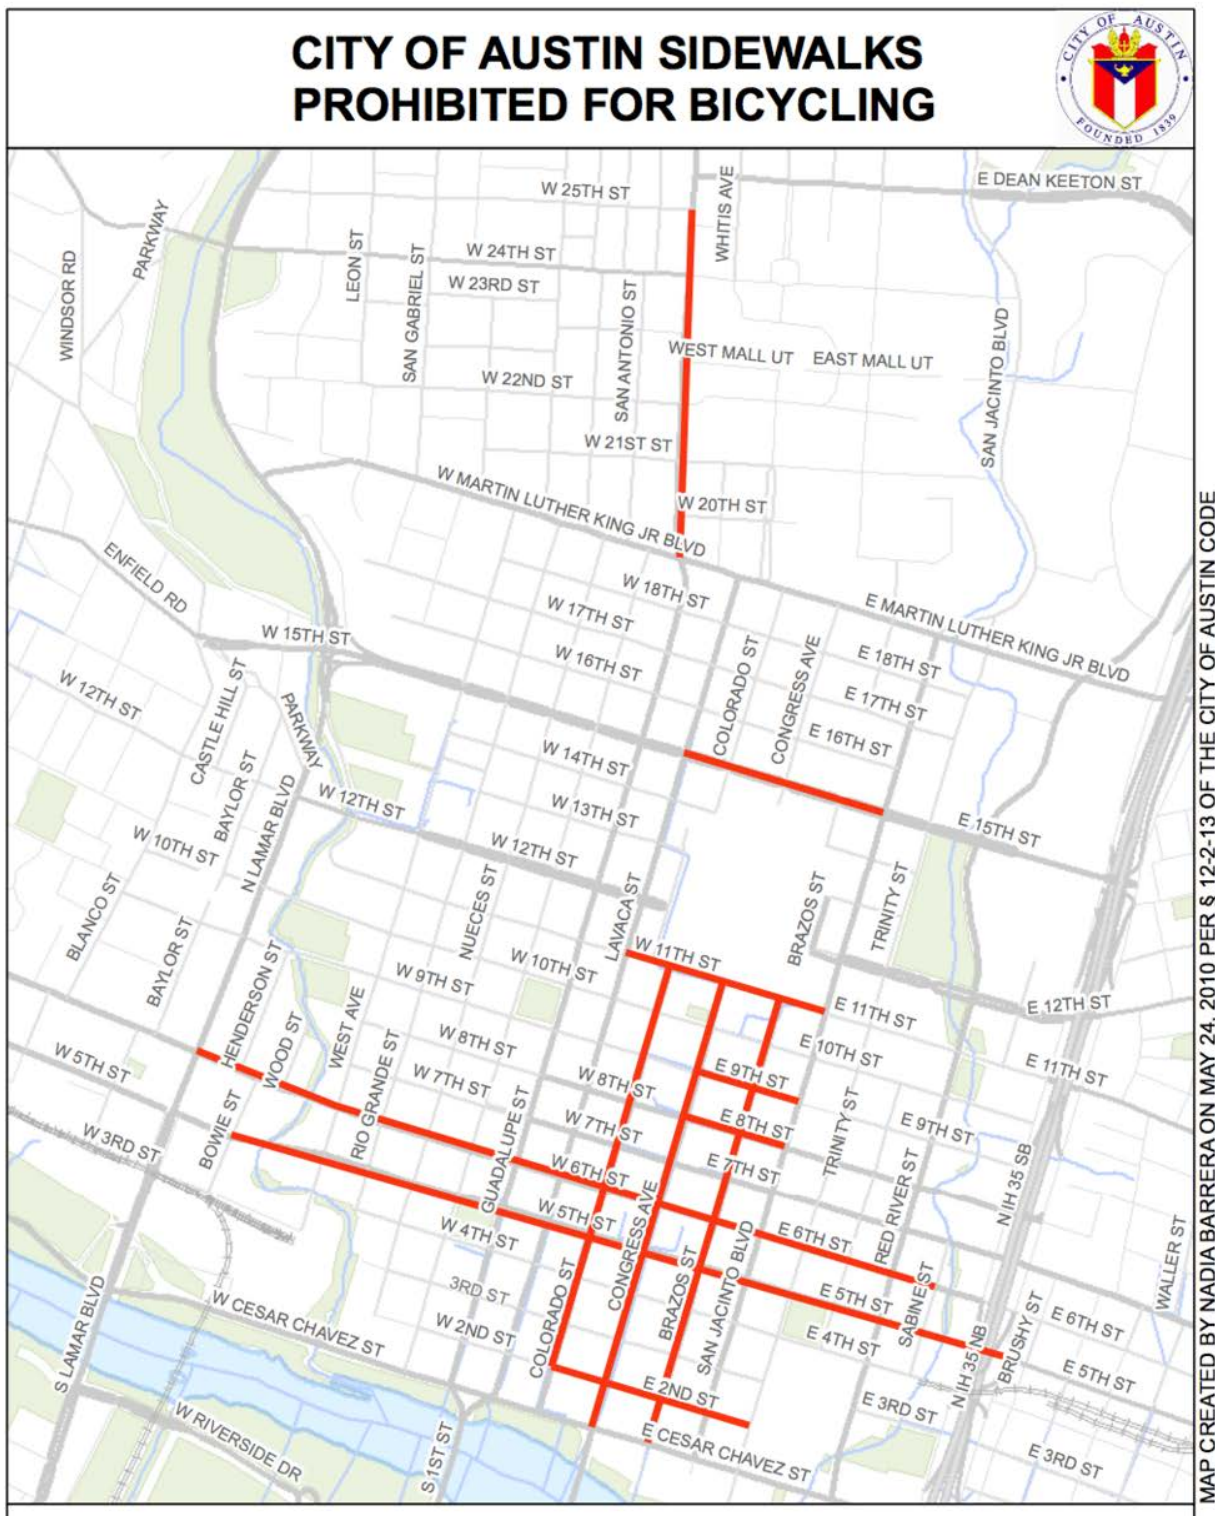 CITY OF AUSTIN SIDEWALKS
PROHIBITED FOR BICYCLING
CITY OF AUSTIN
FOUNDED 1839
W 25TH ST
WHITIS AVE
E DEAN KEETON ST
PARKWAY
WINDSOR RD
LEON ST
SAN GABRIEL ST
W 24TH ST
W 23RD ST
SAN ANTONIO ST
WEST MALL UT
EAST MALL UT
SAN JACINTO BLVD
W 22ND ST
W 21ST ST
W MARTIN LUTHER KING JR BLVD
W 20TH ST
ENFIELD RD
W 18TH ST
W 17TH ST
W 16TH ST
W 15TH ST
E MARTIN LUTHER KING JR BLVD
COLORADO ST
CONGRESS AVE
E 18TH ST
E 17TH ST
E 16TH ST
W 12TH ST
CASTLE HILL ST
PARKWAY
BAYLOR ST
N LAMAR BLVD
W 14TH ST
W 13TH ST
W 12TH ST
W 12TH ST
E 15TH ST
W 10TH ST
BLANCO ST
BAYLOR ST
NUECES ST
LAVACA ST
BRAZOS ST
TRINITY ST
W 11TH ST
W 10TH ST
W 9TH ST
HENDERSON ST
WOOD ST
WEST AVE
RIO GRANDE ST
W 8TH ST
W 7TH ST
E 11TH ST
E 12TH ST
E 10TH ST
E 11TH ST
W 5TH ST
W 3RD ST
BOWIE ST
GUADALUPE ST
W 8TH ST
W 7TH ST
W 6TH ST
W 5TH ST
W 4TH ST
3RD ST
W 2ND ST
E 9TH ST
E 8TH ST
E 7TH ST
TRINITY ST
E 9TH ST
RED RIVER ST
N IH 35 SB
CONGRESS AVE
COLORADO ST
BRAZOS ST
SAN JACINTO BLVD
E 6TH ST
E 5TH ST
E 4TH ST
SABINE ST
WALLER ST
N IH 35 NB
BRUSHY ST
E 6TH ST
E 5TH ST
S LAMAR BLVD
W CESAR CHAVEZ ST
E 2ND ST
E CESAR CHAVEZ ST
E 3RD ST
E 3RD ST
W RIVERSIDE DR
S 1ST ST
MAP CREATED BY NADIA BARRERA ON MAY 24, 2010 PER § 12-2-13 OF THE CITY OF AUSTIN CODE